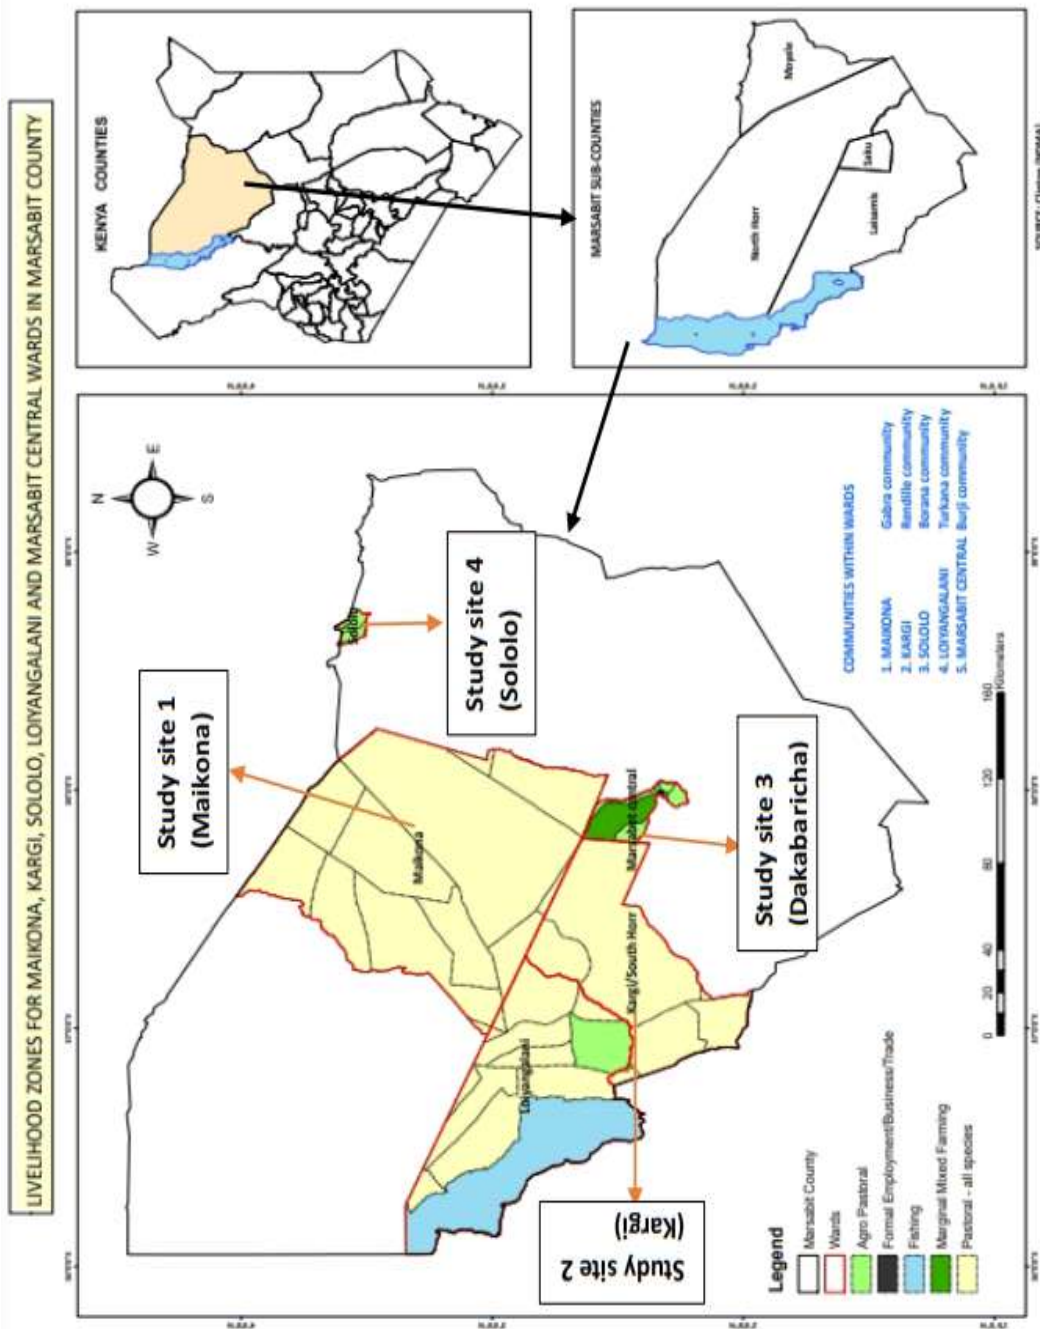 LIVELIHOOD ZONES FOR MAIKONA, KARGI, SOLOLO, LOIYANGALANI AND MARSABIT CENTRAL WARDS IN MARSABIT COUNTY
N
W
E
S
Study site 1
(Maikona)
Study site 4
(Sololo)
Study site 3
(Dakabaricha)
Study site 2
(Kargi)
Sololo
Maikona
Marsabit Central
Kargi/South Horr
Loiyangalani
COMMUNITIES WITHIN WARDS
1. MAIKONA Gabra community
2. KARGI Rendille community
3. SOLOLO Borana community
4. LOIYANGALANI Turkana community
5. MARSABIT CENTRAL Burji community
0 20 40 80 120 160
Kilometers
Legend
Marsabit County
Wards
Agro Pastoral
Formal Employment/Business/Trade
Fishing
Marginal Mixed Farming
Pastoral - all species
KENYA COUNTIES
MARSABIT SUB-COUNTIES
Moyale
North Horr
Saku
Laisamis